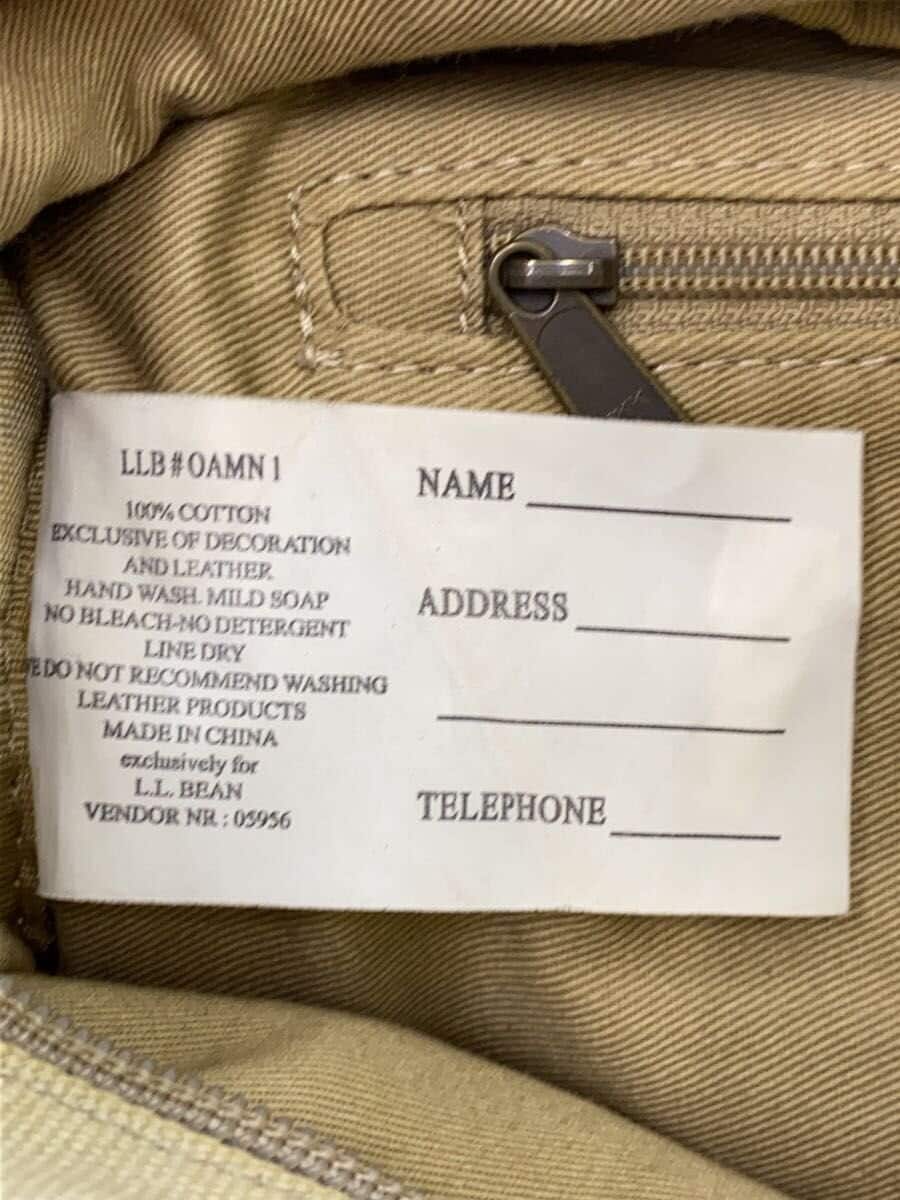 LLB#OAMN1
100% COTTON
EXCLUSIVE OF DECORATION
AND LEATHER
HAND WASH. MILD SOAP
NO BLEACH-NO DETERGENT
LINE DRY
DO NOT RECOMMEND WASHING
LEATHER PRODUCTS
MADE IN CHINA
exclusively for
L.L. BEAN
VENDOR NR : 05956
NAME
ADDRESS
TELEPHONE